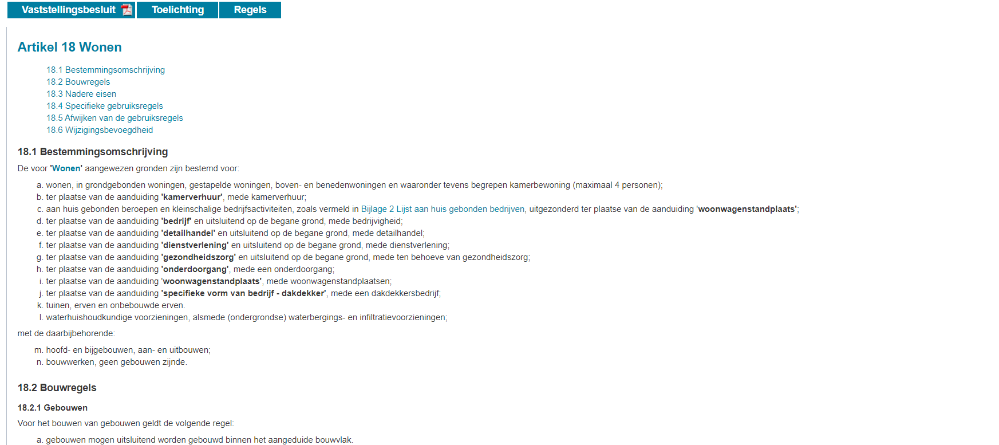 Vaststellingsbesluit
Toelichting
Regels
Artikel 18 Wonen
18.1 Bestemmingsomschrijving
18.2 Bouwregels
18.3 Nadere eisen
18.4 Specifieke gebruiksregels
18.5 Afwijken van de gebruiksregels
18.6 Wijzigingsbevoegdheid
18.1 Bestemmingsomschrijving
De voor 'Wonen' aangewezen gronden zijn bestemd voor:
a. wonen, in grondgebonden woningen, gestapelde woningen, boven- en benedenwoningen en waaronder tevens begrepen kamerbewoning (maximaal 4 personen);
b. ter plaatse van de aanduiding 'kamerverhuur', mede kamerverhuur;
c. aan huis gebonden beroepen en kleinschalige bedrijfsactiviteiten, zoals vermeld in Bijlage 2 Lijst aan huis gebonden bedrijven, uitgezonderd ter plaatse van de aanduiding 'woonwagenstandplaats';
d. ter plaatse van de aanduiding 'bedrijf' en uitsluitend op de begane grond, mede bedrijvigheid;
e. ter plaatse van de aanduiding 'detailhandel' en uitsluitend op de begane grond, mede detailhandel;
f. ter plaatse van de aanduiding 'dienstverlening' en uitsluitend op de begane grond, mede dienstverlening;
g. ter plaatse van de aanduiding 'gezondheidszorg' en uitsluitend op de begane grond, mede ten behoeve van gezondheidszorg;
h. ter plaatse van de aanduiding 'onderdoorgang', mede een onderdoorgang;
i. ter plaatse van de aanduiding 'woonwagenstandplaats', mede woonwagenstandplaatsen;
j. ter plaatse van de aanduiding 'specifieke vorm van bedrijf - dakdekker', mede een dakdekkersbedrijf;
k. tuinen, erven en onbebouwde erven.
l. waterhuishoudkundige voorzieningen, alsmede (ondergrondse) waterbergings- en infiltratievoorzieningen;
met de daarbijbehorende:
m. hoofd- en bijgebouwen, aan- en uitbouwen;
n. bouwwerken, geen gebouwen zijnde.
18.2 Bouwregels
18.2.1 Gebouwen
Voor het bouwen van gebouwen geldt de volgende regel:
a. gebouwen mogen uitsluitend worden gebouwd binnen het aangeduide bouwvlak.